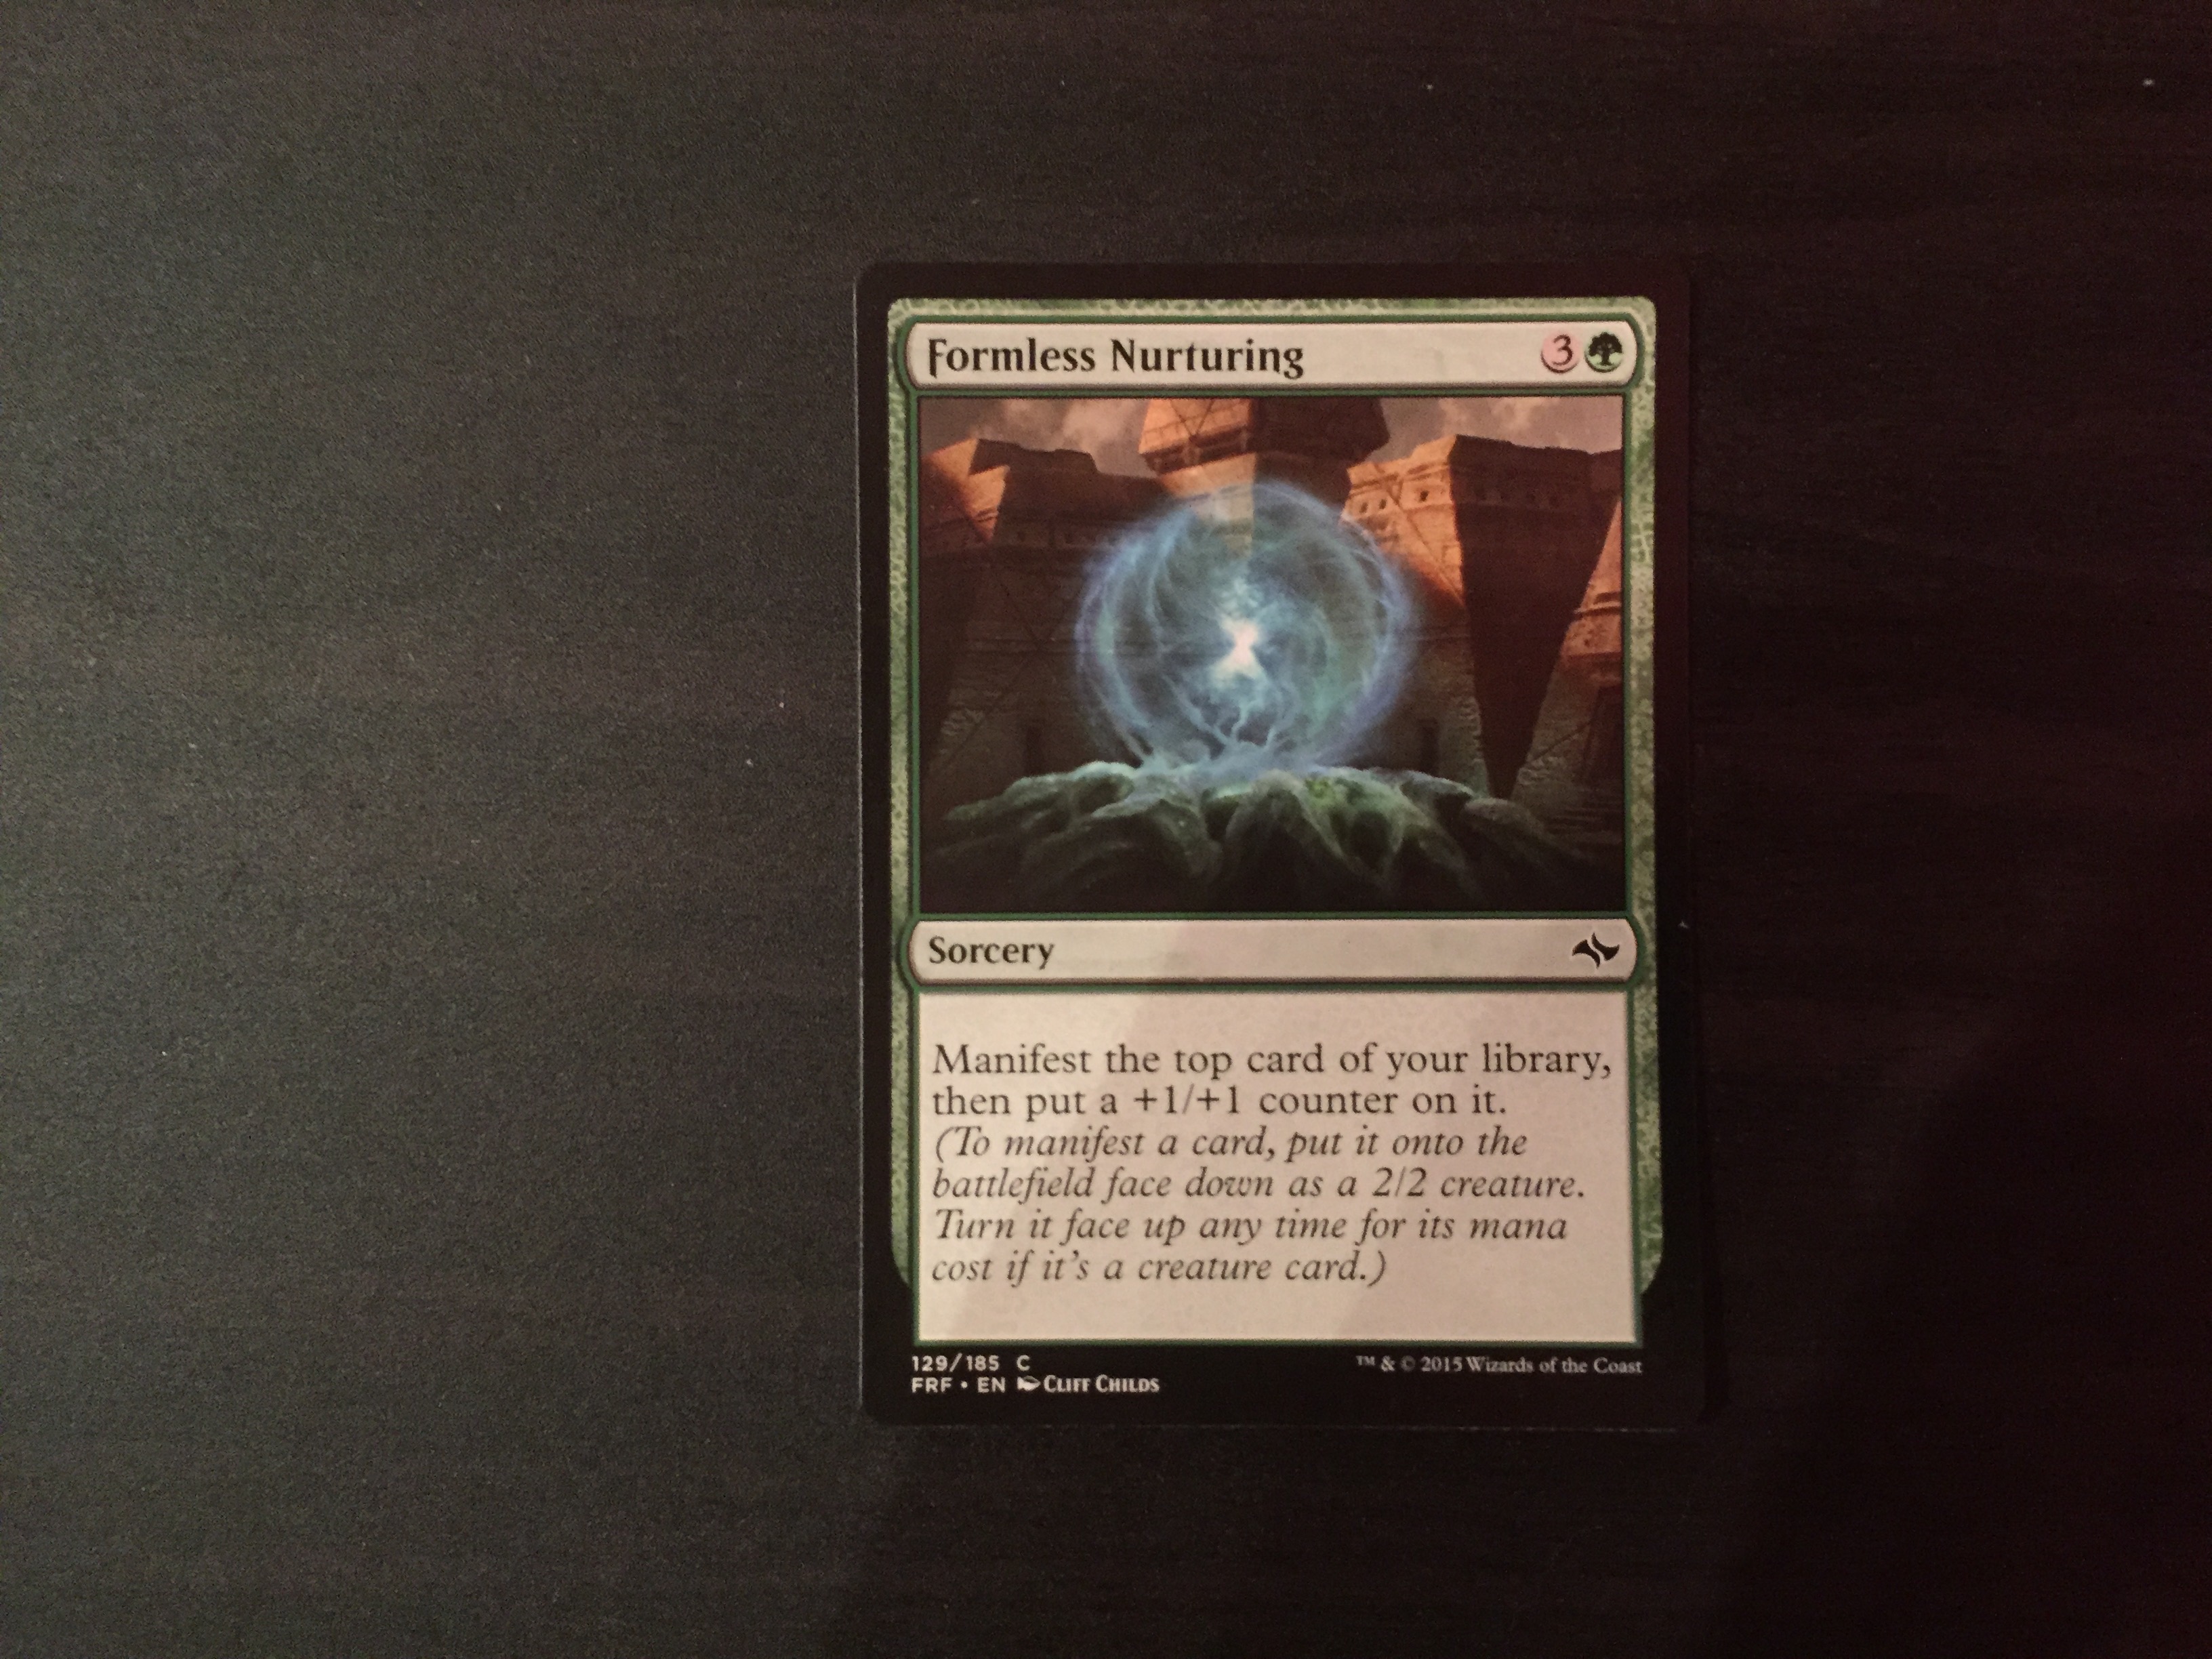 Formless Nurturing 3
Sorcery
Manifest the top card of your library,
then put a +1/+1 counter on it.
(To manifest a card, put it onto the
battlefield face down as a 2/2 creature.
Turn it face up any time for its mana
cost if it's a creature card.)
129/185 C
FRF • EN CLIFF CHILDS
™ & © 2015 Wizards of the Coast